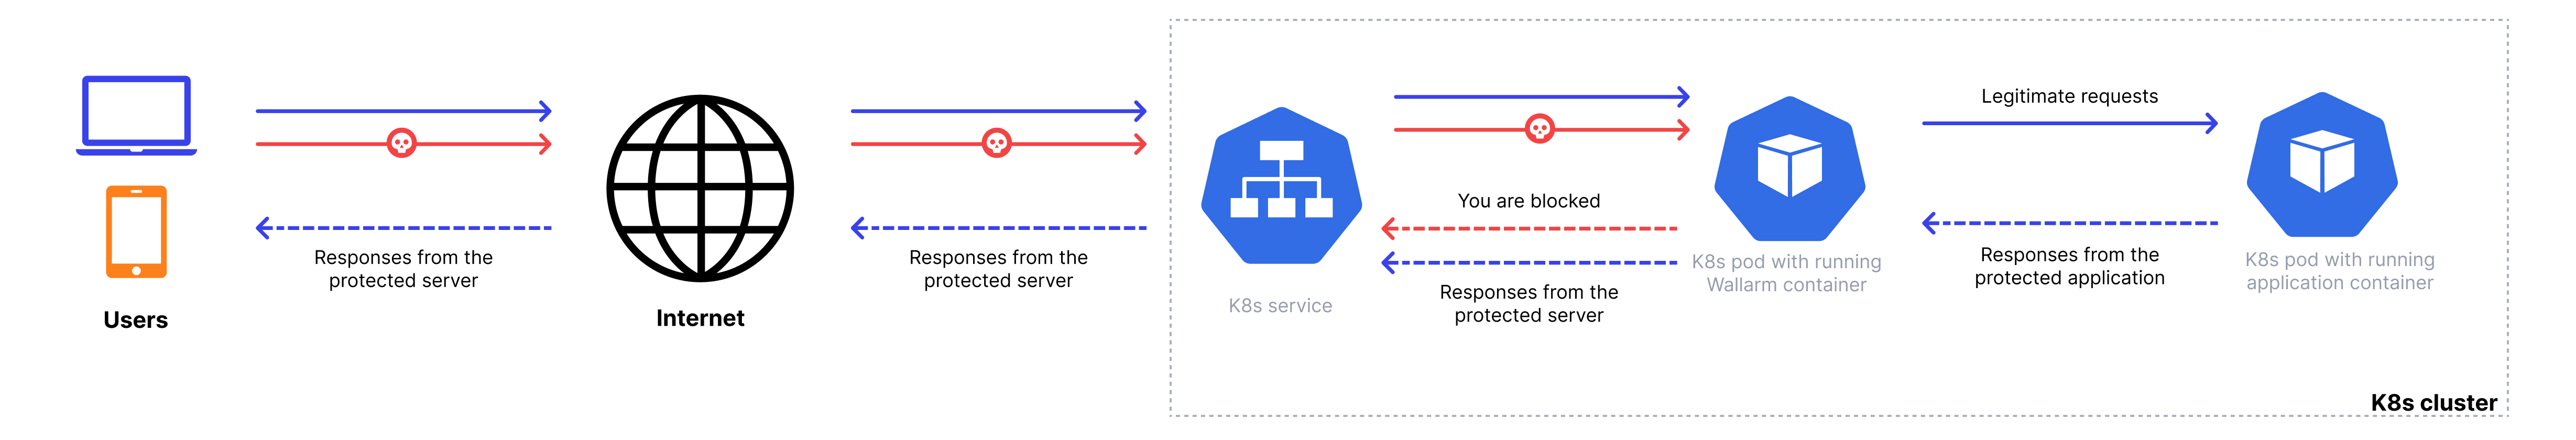 Responses from the
protected server
Users
Internet
Responses from the
protected server
K8s service
You are blocked
Responses from the
protected server
K8s pod with running
Wallarm container
Legitimate requests
Responses from the
protected application
K8s pod with running
application container
K8s cluster